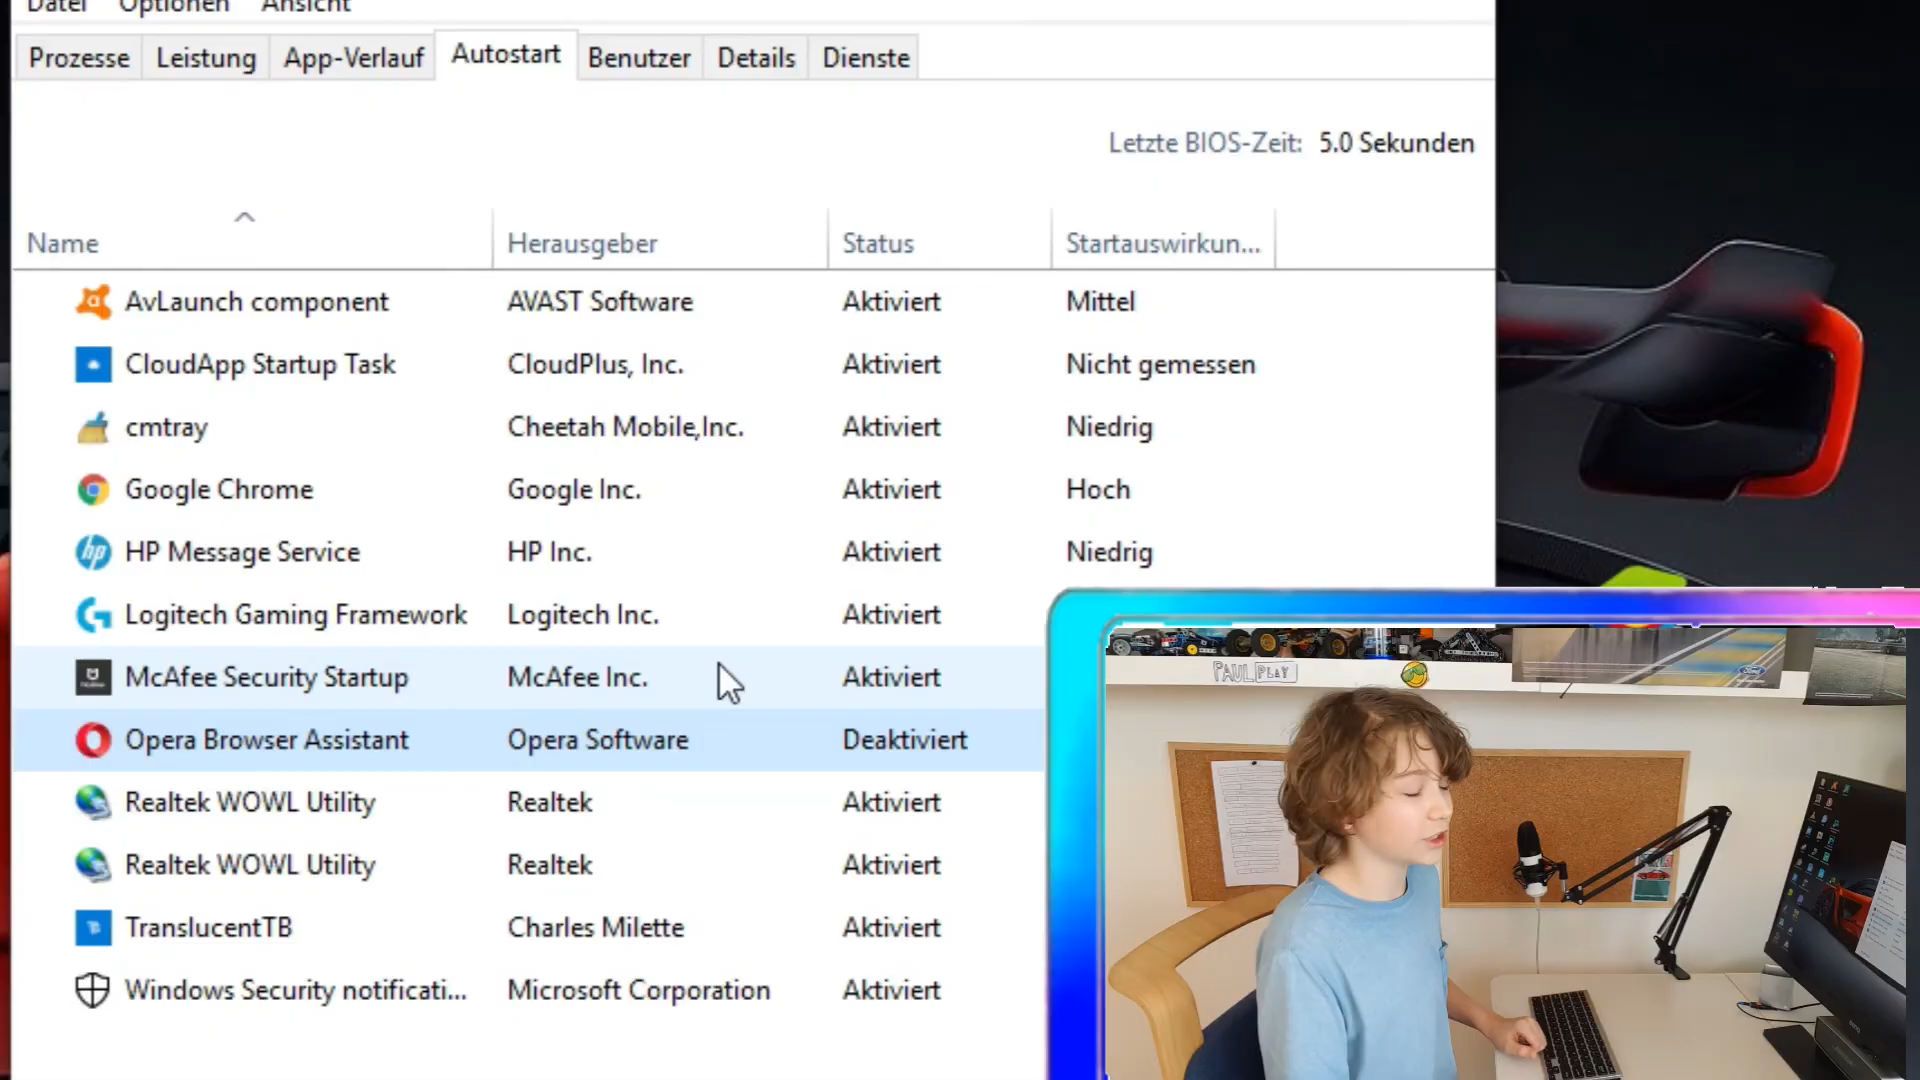 Datei Optionen Ansicht
Prozesse Leistung App-Verlauf Autostart Benutzer Details Dienste
Letzte BIOS-Zeit: 5.0 Sekunden
Name Herausgeber Status Startauswirkun...
AvLaunch component AVAST Software Aktiviert Mittel
CloudApp Startup Task CloudPlus, Inc. Aktiviert Nicht gemessen
cmtray Cheetah Mobile,Inc. Aktiviert Niedrig
Google Chrome Google Inc. Aktiviert Hoch
HP Message Service HP Inc. Aktiviert Niedrig
Logitech Gaming Framework Logitech Inc. Aktiviert
McAfee Security Startup McAfee Inc. Aktiviert
Opera Browser Assistant Opera Software Deaktiviert
Realtek WOWL Utility Realtek Aktiviert
Realtek WOWL Utility Realtek Aktiviert
TranslucentTB Charles Milette Aktiviert
Windows Security notificati... Microsoft Corporation Aktiviert
PAUL PLAY
Ford